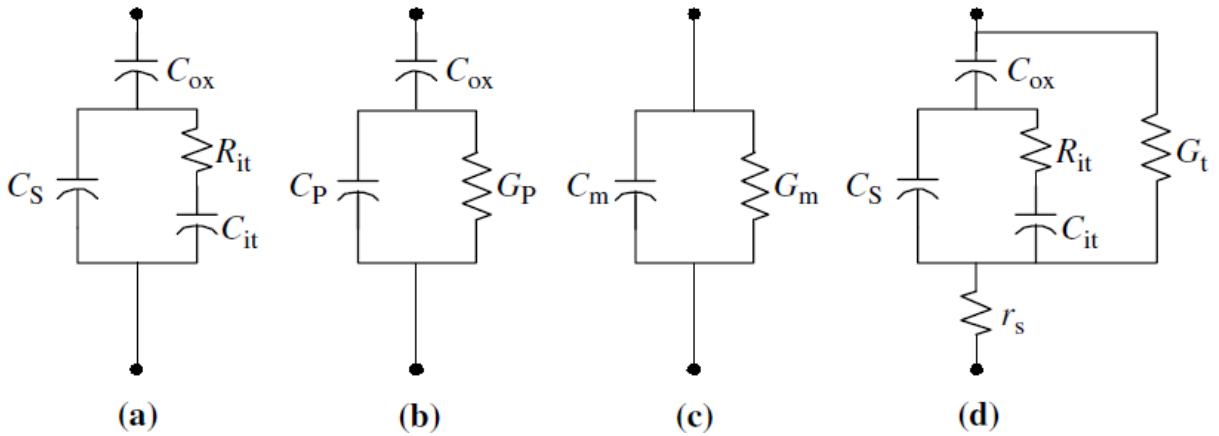 C_ox
R_it
C_S
C_it
(a)
C_ox
C_P
G_P
(b)
C_m
G_m
(c)
C_ox
R_it
G_t
C_S
C_it
r_s
(d)